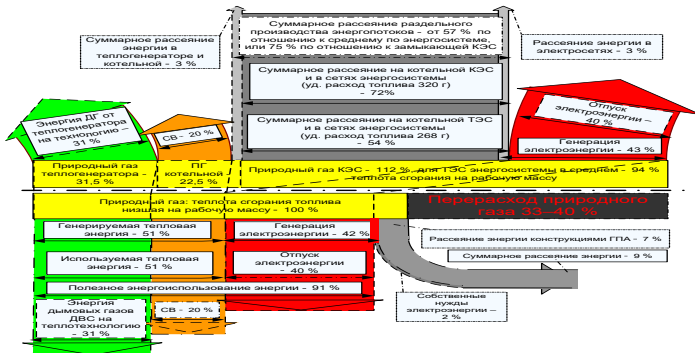 Суммарное рассеяние раздельного
производства энергопотоков - от 57 % по
отношению к среднему по энергосистеме,
или 75 % по отношению к замыкающей КЭС
Суммарное рассеяние
энергии в
теплогенераторе и
котельной - 3 %
Рассеяние энергии в
электросетях - 3 %
Суммарное рассеяние на котельной КЭС
и в сетях энергосистемы
(уд. расход топлива 320 г)
- 72%
Суммарное рассеяние на котельной ТЭС
и в сетях энергосистемы
(уд. расход топлива 268 г)
- 54 %
Энергия ДГ от
теплогенератора
на технологию –
31 %
СВ - 20 %
Отпуск
электроэнергии –
40 %
Генерация
электроэнергии - 43 %
Природный газ
теплогенератора -
31,5 %
ПГ
котельной -
22,5 %
Природный газ КЭС - 112 %, для ТЭС энергосистемы в среднем - 94 %
теплота сгорания на рабочую массу
Природный газ: теплота сгорания топлива
низшая на рабочую массу - 100 %
Перерасход природного
газа 33–40 %
Генерируемая тепловая
энергия - 51 %
Генерация
электроэнергии - 42 %
Рассеяние энергии конструкциями ГПА - 7 %
Суммарное рассеяние энергии - 9 %
Используемая тепловая
энергия - 51 %
Отпуск
электроэнергии
– 40 %
Полезное энергоиспользование энергии - 91 %
Энергия
дымовых газов
ДВС на
теплотехнологию
- 31 %
СВ - 20 %
Собственные
нужды
электроэнергии –
2 %